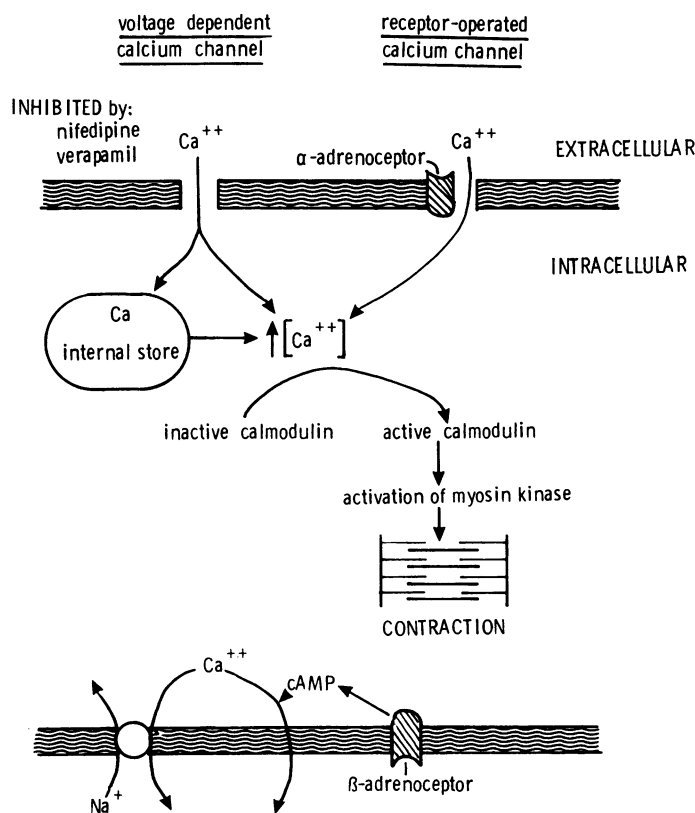 voltage dependent
calcium channel
receptor-operated
calcium channel
INHIBITED by:
nifedipine
verapamil
Ca++
α-adrenoceptor
Ca++
EXTRACELLULAR
INTRACELLULAR
Ca
internal store
[Ca++]
inactive calmodulin
active calmodulin
activation of myosin kinase
CONTRACTION
Ca++
cAMP
Na+
ß-adrenoceptor